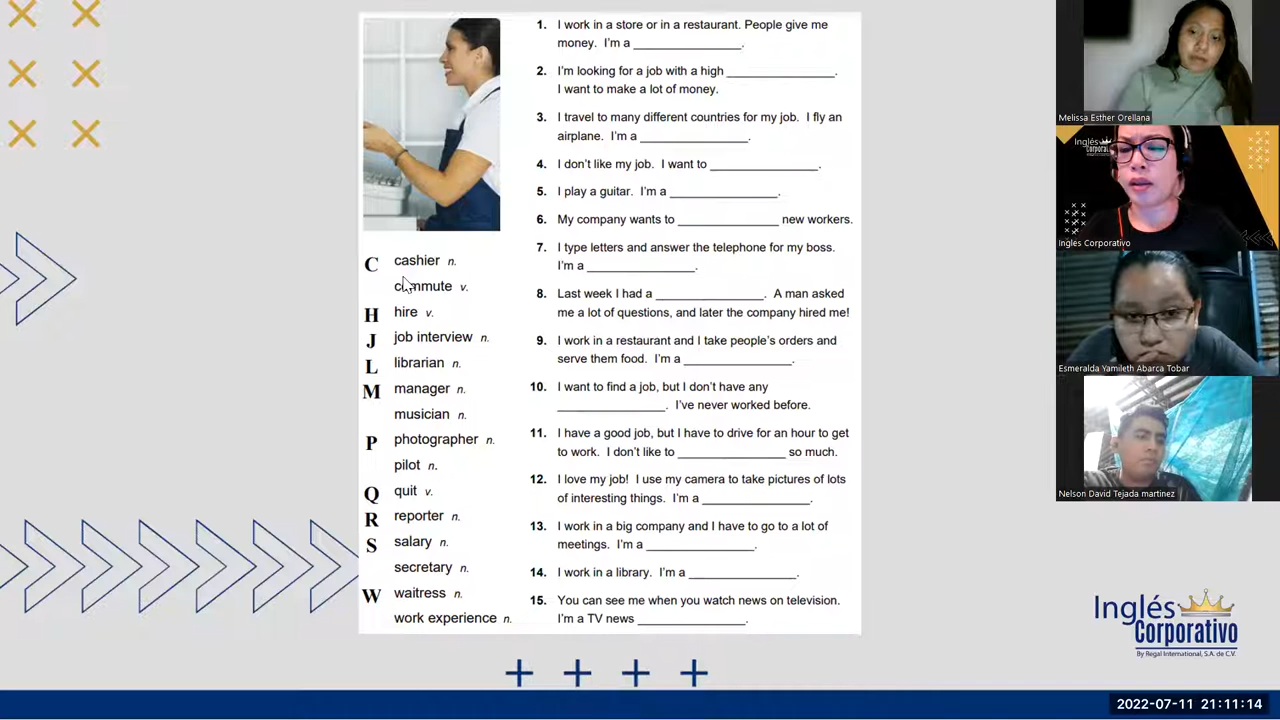 C cashier n.
commute v.
H hire v.
J job interview n.
L librarian n.
M manager n.
musician n.
P photographer n.
pilot n.
Q quit v.
R reporter n.
S salary n.
secretary n.
W waitress n.
work experience n.
1. I work in a store or in a restaurant. People give me
money. I'm a ________________.
2. I'm looking for a job with a high ________________.
I want to make a lot of money.
3. I travel to many different countries for my job. I fly an
airplane. I'm a ________________.
4. I don't like my job. I want to ________________.
5. I play a guitar. I'm a ________________.
6. My company wants to _______________ new workers.
7. I type letters and answer the telephone for my boss.
I'm a ________________.
8. Last week I had a ________________. A man asked
me a lot of questions, and later the company hired me!
9. I work in a restaurant and I take people's orders and
serve them food. I'm a ________________.
10. I want to find a job, but I don't have any
________________. I've never worked before.
11. I have a good job, but I have to drive for an hour to get
to work. I don't like to ________________ so much.
12. I love my job! I use my camera to take pictures of lots
of interesting things. I'm a ________________.
13. I work in a big company and I have to go to a lot of
meetings. I'm a ________________.
14. I work in a library. I'm a ________________.
15. You can see me when you watch news on television.
I'm a TV news ________________.
Melissa Esther Orellana
Inglés
Corporativo
Ingles Corporativo
Esmeralda Yamileth Abarca Tobar
Nelson David Tejada martinez
Inglés
Corporativo
By Regal International, S.A. de C.V.
2022-07-11 21:11:14